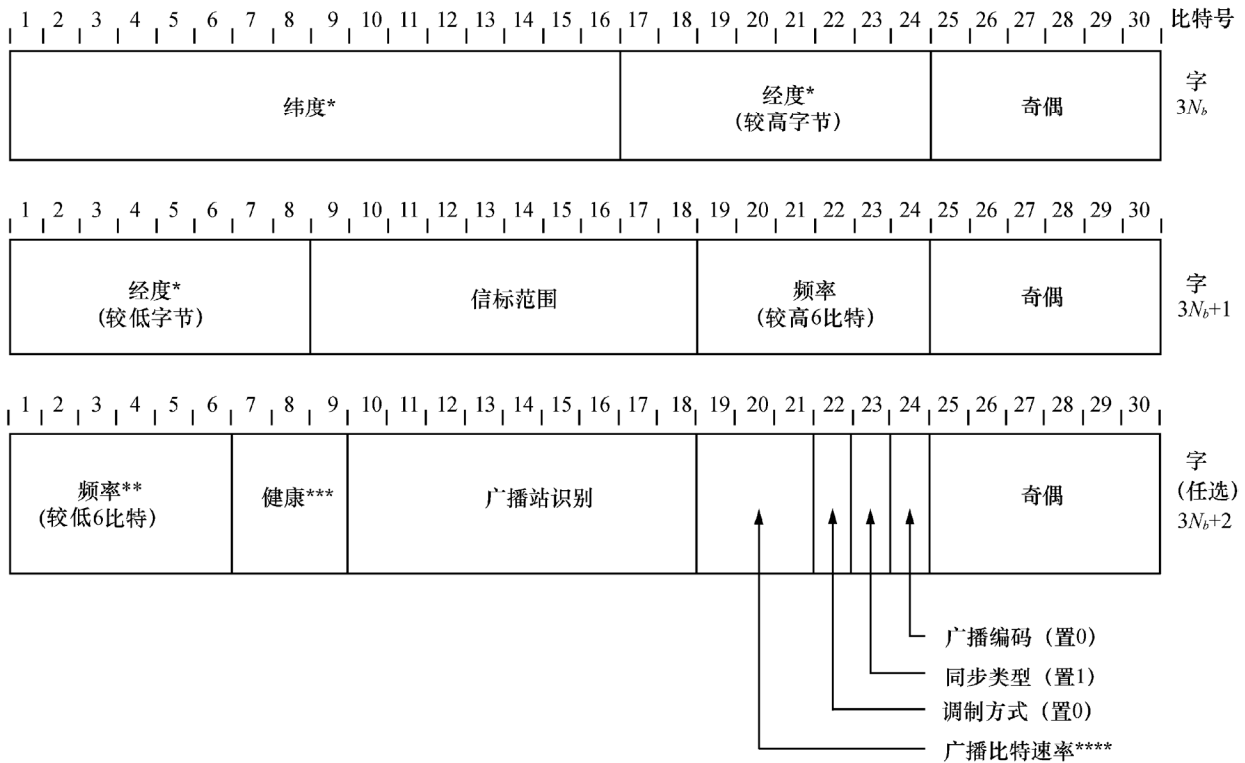 1 2 3 4 5 6 7 8 9 10 11 12 13 14 15 16 17 18 19 20 21 22 23 24 25 26 27 28 29 30 比特号
纬度*
经度*
(较高字节)
奇偶
字
3Nb
1 2 3 4 5 6 7 8 9 10 11 12 13 14 15 16 17 18 19 20 21 22 23 24 25 26 27 28 29 30
经度*
(较低字节)
信标范围
频率
(较高6比特)
奇偶
字
3Nb+1
1 2 3 4 5 6 7 8 9 10 11 12 13 14 15 16 17 18 19 20 21 22 23 24 25 26 27 28 29 30
频率**
(较低6比特)
健康***
广播站识别
奇偶
字
(任选)
3Nb+2
广播编码（置0）
同步类型（置1）
调制方式（置0）
广播比特速率****